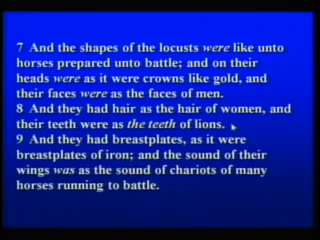 7 And the shapes of the locusts were like unto
horses prepared unto battle; and on their
heads were as it were crowns like gold, and
their faces were as the faces of men.
8 And they had hair as the hair of women, and
their teeth were as the teeth of lions.
9 And they had breastplates, as it were
breastplates of iron; and the sound of their
wings was as the sound of chariots of many
horses running to battle.